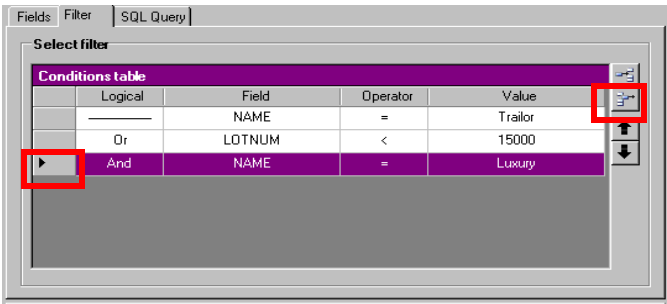 Fields Filter SQL Query
Select filter
Conditions table
Logical Field Operator Value
NAME = Trailor
Or LOTNUM < 15000
And NAME = Luxury